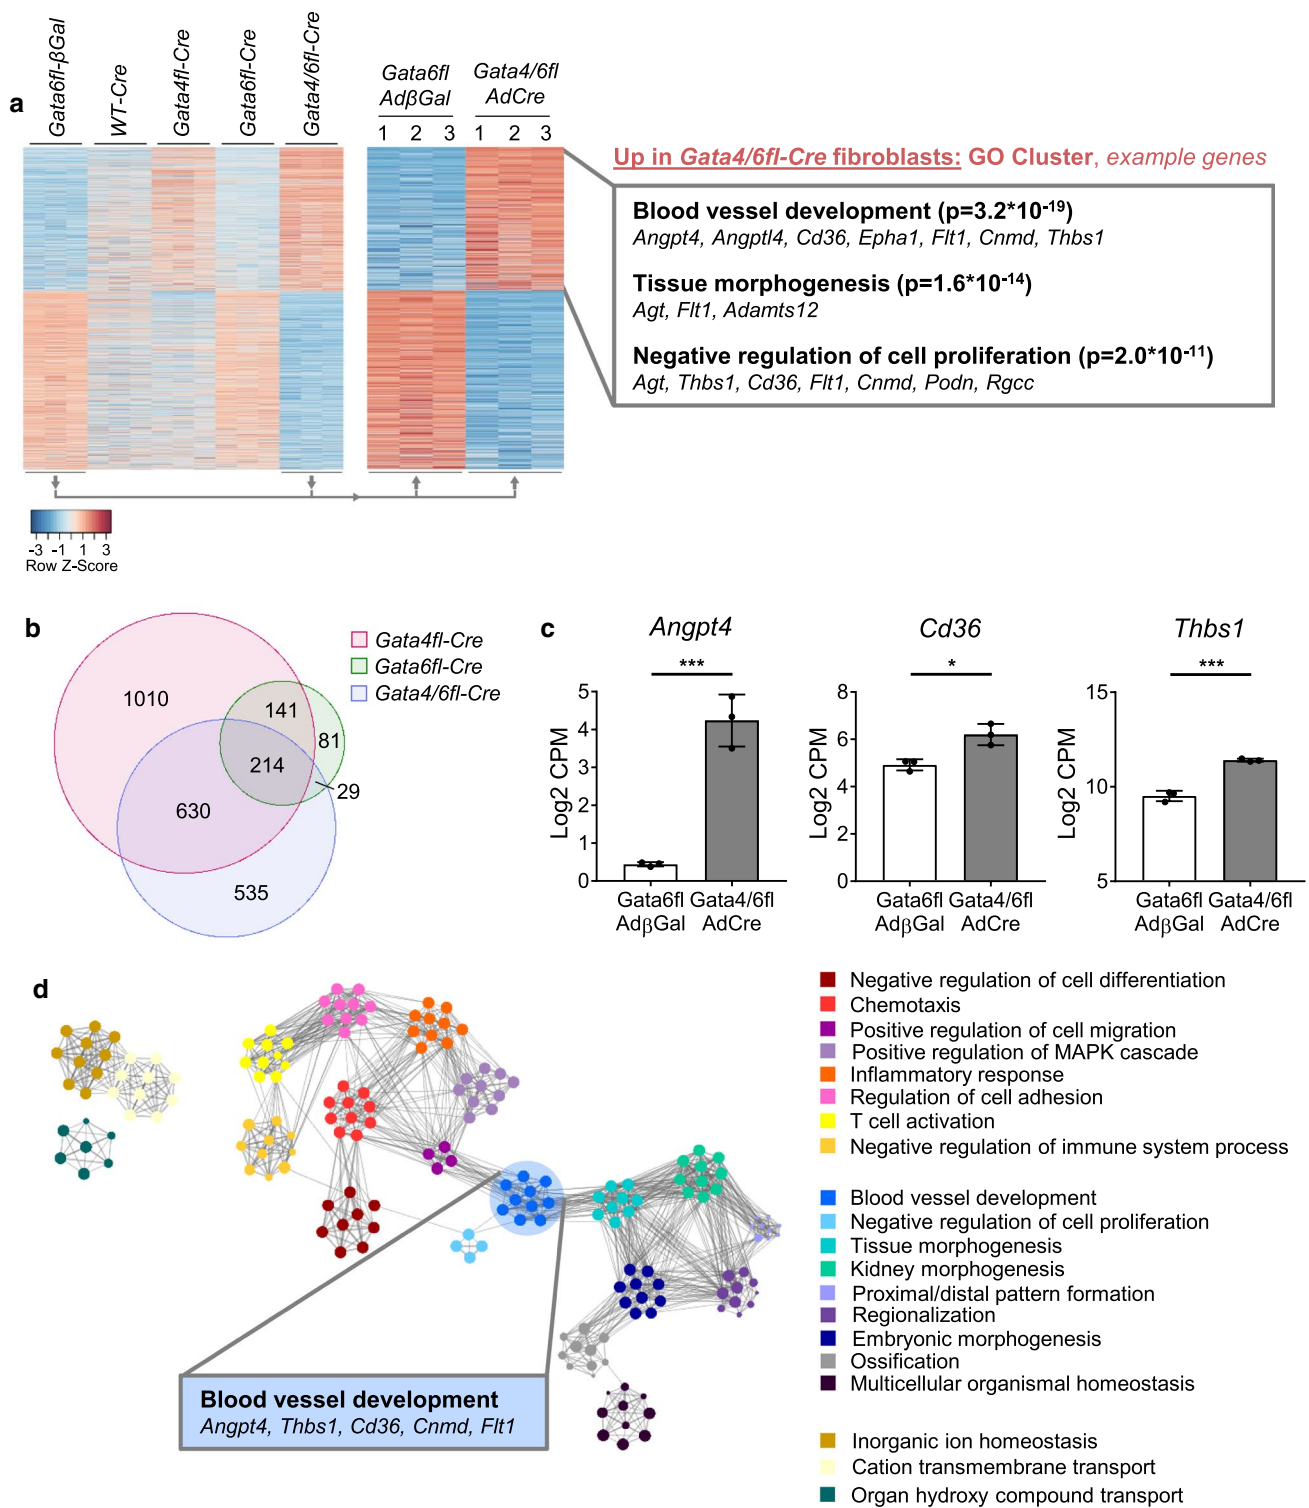 a
Gata6fl-βGal
WT-Cre
Gata4fl-Cre
Gata6fl-Cre
Gata4/6fl-Cre
Gata6fl Gata4/6fl
AdβGal AdCre
1 2 3 1 2 3
Up in Gata4/6fl-Cre fibroblasts: GO Cluster, example genes
Blood vessel development (p=3.2*10-19)
Angpt4, Angptl4, Cd36, Epha1, Flt1, Cnmd, Thbs1
Tissue morphogenesis (p=1.6*10-14)
Agt, Flt1, Adamts12
Negative regulation of cell proliferation (p=2.0*10-11)
Agt, Thbs1, Cd36, Flt1, Cnmd, Podn, Rgcc
-3 -1 1 3
Row Z-Score
b
Gata4fl-Cre
Gata6fl-Cre
Gata4/6fl-Cre
1010
141
81
214
29
630
535
c
Angpt4
***
Log2 CPM
5
4
3
2
1
0
Gata6fl Gata4/6fl
AdβGal AdCre
Cd36
*
Log2 CPM
8
6
4
2
0
Gata6fl Gata4/6fl
AdβGal AdCre
Thbs1
***
Log2 CPM
15
10
5
Gata6fl Gata4/6fl
AdβGal AdCre
d
Blood vessel development
Angpt4, Thbs1, Cd36, Cnmd, Flt1
Negative regulation of cell differentiation
Chemotaxis
Positive regulation of cell migration
Positive regulation of MAPK cascade
Inflammatory response
Regulation of cell adhesion
T cell activation
Negative regulation of immune system process
Blood vessel development
Negative regulation of cell proliferation
Tissue morphogenesis
Kidney morphogenesis
Proximal/distal pattern formation
Regionalization
Embryonic morphogenesis
Ossification
Multicellular organismal homeostasis
Inorganic ion homeostasis
Cation transmembrane transport
Organ hydroxy compound transport